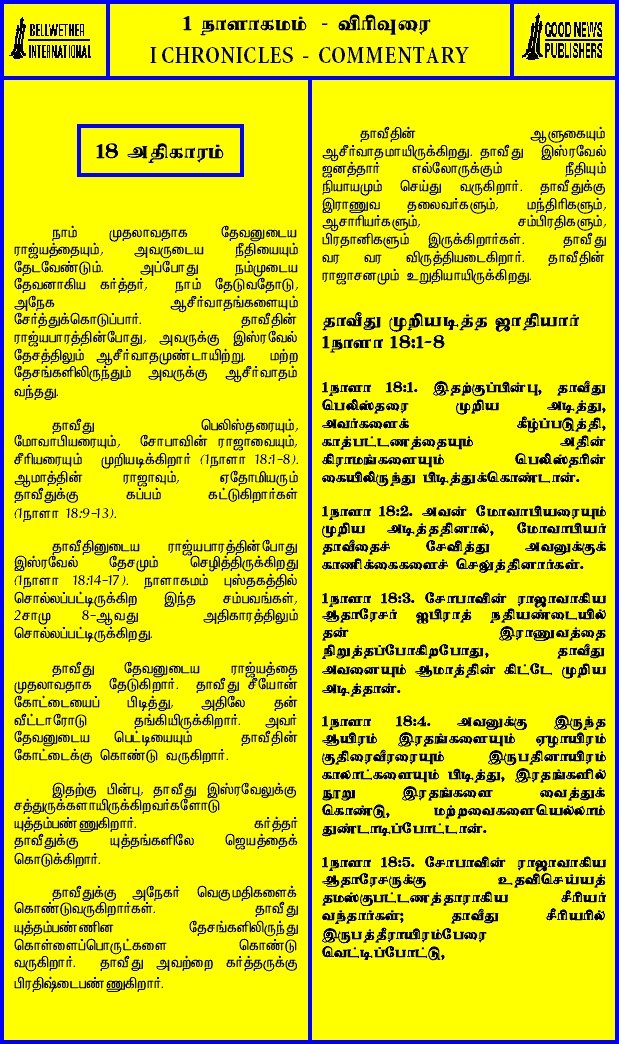 BELLWETHER
INTERNATIONAL
1 நாளாகமம் - விரிவுரை
I CHRONICLES - COMMENTARY
GOOD NEWS
PUBLISHERS
18 அதிகாரம்
நாம் முதலாவதாக தேவனுடைய
ராஜ்யத்தையும், அவருடைய நீதியையும்
தேடவேண்டும். அப்போது நம்முடைய
தேவனாகிய கர்த்தர், நாம் தேடுவதோடு,
அநேக ஆசீர்வாதங்களையும்
சேர்த்துக்கொடுப்பார். தாவீதின்
ராஜ்யபாரத்தின்போது, அவருக்கு இஸ்ரவேல்
தேசத்திலும் ஆசீர்வாதமுண்டாயிற்று. மற்ற
தேசங்களிலிருந்தும் அவருக்கு ஆசீர்வாதம்
வந்தது.
தாவீது பெலிஸ்தரையும்,
மோவாபியரையும், சோபாவின் ராஜாவையும்,
சீரியரையும் முறியடிக்கிறார் (1நாளா 18:1-8).
ஆமாத்தின் ராஜாவும், ஏதோமியரும்
தாவீதுக்கு கப்பம் கட்டுகிறார்கள்
(1நாளா 18:9-13).
தாவீதினுடைய ராஜ்யபாரத்தின்போது
இஸ்ரவேல் தேசமும் செழித்திருக்கிறது
(1நாளா 18:14-17). நாளாகமம் புஸ்தகத்தில்
சொல்லப்பட்டிருக்கிற இந்த சம்பவங்கள்,
2சாமு 8-ஆவது அதிகாரத்திலும்
சொல்லப்பட்டிருக்கிறது.
தாவீது தேவனுடைய ராஜ்யத்தை
முதலாவதாக தேடுகிறார். தாவீது சீயோன்
கோட்டையைப் பிடித்து, அதிலே தன்
வீட்டாரோடு தங்கியிருக்கிறார். அவர்
தேவனுடைய பெட்டியையும் தாவீதின்
கோட்டைக்கு கொண்டு வருகிறார்.
இதற்கு பின்பு, தாவீது இஸ்ரவேலுக்கு
சத்துருக்களாயிருக்கிறவர்களோடு
யுத்தம்பண்ணுகிறார். கர்த்தர்
தாவீதுக்கு யுத்தங்களிலே ஜெயத்தைக்
கொடுக்கிறார்.
தாவீதுக்கு அநேகர் வெகுமதிகளைக்
கொண்டுவருகிறார்கள். தாவீது
யுத்தம்பண்ணின தேசங்களிலிருந்து
கொள்ளைப்பொருட்களை கொண்டு
வருகிறார். தாவீது அவற்றை கர்த்தருக்கு
பிரதிஷ்டைபண்ணுகிறார்.
தாவீதின் ஆளுகையும்
ஆசீர்வாதமாயிருக்கிறது. தாவீது இஸ்ரவேல்
ஜனத்தார் எல்லோருக்கும் நீதியும்
நியாயமும் செய்து வருகிறார். தாவீதுக்கு
இராணுவ தலைவர்களும், மந்திரிகளும்,
ஆசாரியர்களும், சம்பிரதிகளும்,
பிரதானிகளும் இருக்கிறார்கள். தாவீது
வர வர விருத்தியடைகிறார். தாவீதின்
ராஜாசனமும் உறுதியாயிருக்கிறது.
தாவீது முறியடித்த ஜாதியார்
1நாளா 18:1-8
1நாளா 18:1. இதற்குப்பின்பு, தாவீது
பெலிஸ்தரை முறிய அடித்து,
அவர்களைக் கீழ்ப்படுத்தி,
காத்பட்டணத்தையும் அதின்
கிராமங்களையும் பெலிஸ்தரின்
கையிலிருந்து பிடித்துக்கொண்டான்.
1நாளா 18:2. அவன் மோவாபியரையும்
முறிய அடித்ததினால், மோவாபியர்
தாவீதைச் சேவித்து அவனுக்குக்
காணிக்கைகளைச் செலுத்தினார்கள்.
1நாளா 18:3. சோபாவின் ராஜாவாகிய
ஆதாரேசர் ஐபிராத் நதியண்டையில்
தன் இராணுவத்தை
நிறுத்தப்போகிறபோது, தாவீது
அவனையும் ஆமாத்தின் கிட்டே முறிய
அடித்தான்.
1நாளா 18:4. அவனுக்கு இருந்த
ஆயிரம் இரதங்களையும் ஏழாயிரம்
குதிரைவீரரையும் இருபதினாயிரம்
காலாட்களையும் பிடித்து, இரதங்களில்
நூறு இரதங்களை வைத்துக்
கொண்டு, மற்றவைகளையெல்லாம்
துண்டாடிப்போட்டான்.
1நாளா 18:5. சோபாவின் ராஜாவாகிய
ஆதாரேசருக்கு உதவிசெய்யத்
தமஸ்குபட்டணத்தாராகிய சீரியர்
வந்தார்கள்; தாவீது சீரியரில்
இருபத்தீராயிரம்பேரை
வெட்டிப்போட்டு,